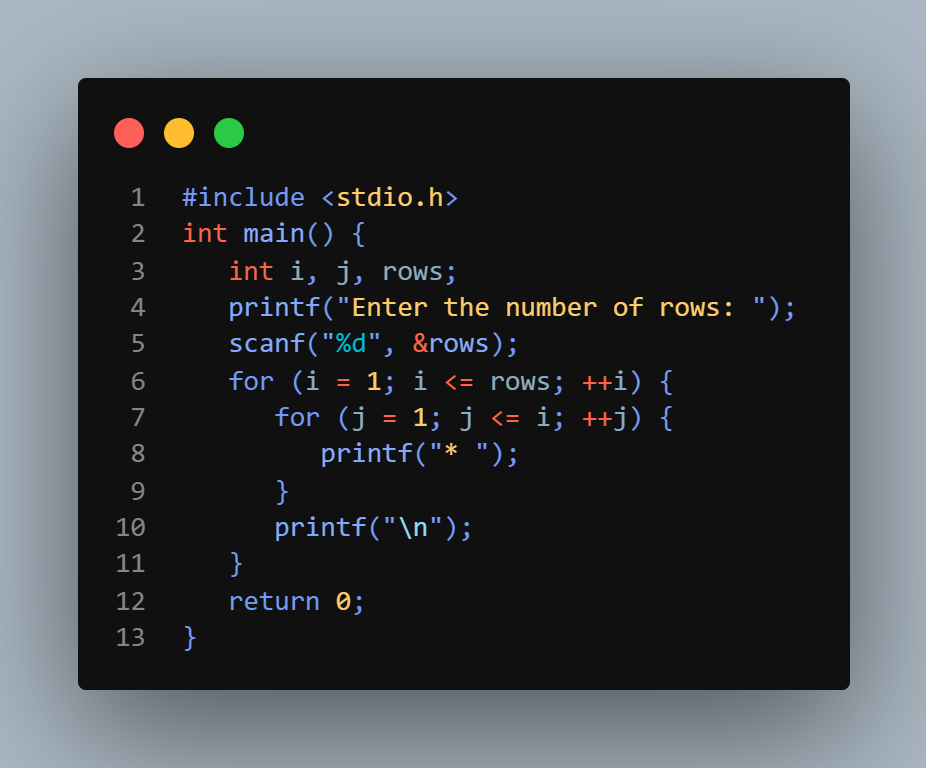 1 #include <stdio.h>
2 int main() {
3    int i, j, rows;
4    printf("Enter the number of rows: ");
5    scanf("%d", &rows);
6    for (i = 1; i <= rows; ++i) {
7       for (j = 1; j <= i; ++j) {
8          printf("* ");
9       }
10       printf("\n");
11    }
12    return 0;
13 }